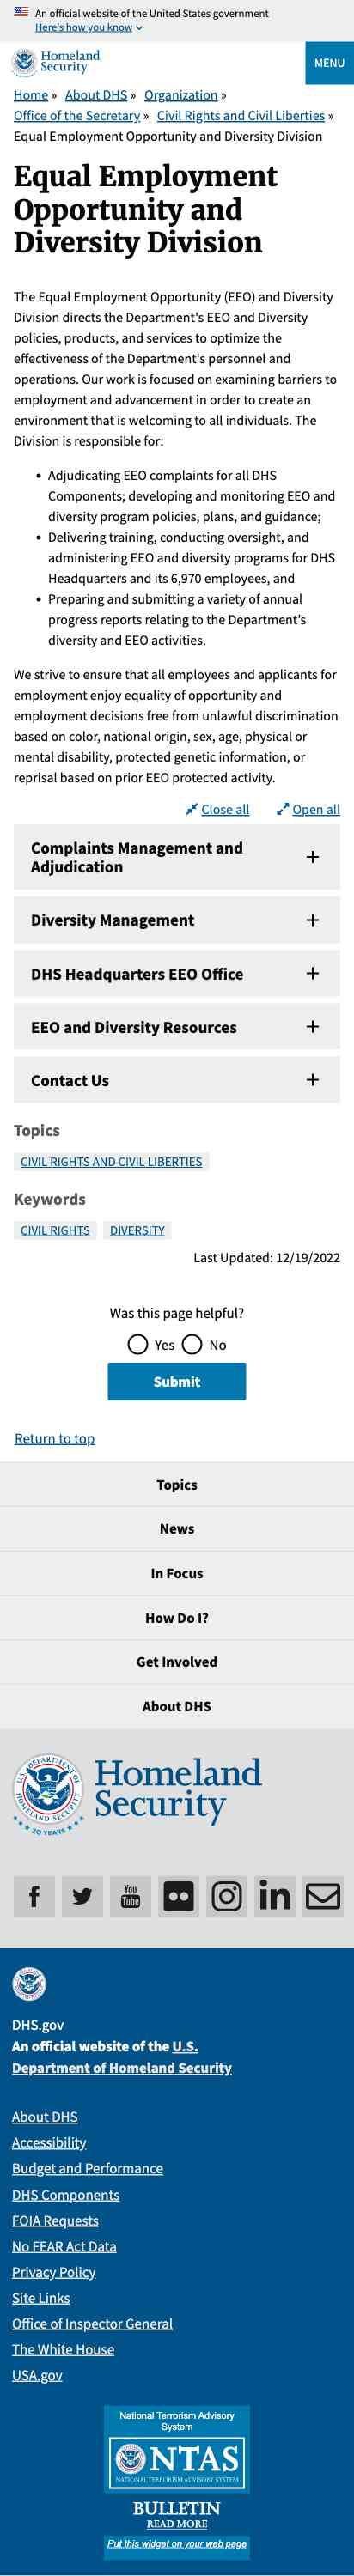 An official website of the United States government
Here's how you know
Homeland
Security
MENU
Home » About DHS » Organization »
Office of the Secretary » Civil Rights and Civil Liberties »
Equal Employment Opportunity and Diversity Division
Equal Employment
Opportunity and
Diversity Division
The Equal Employment Opportunity (EEO) and Diversity
Division directs the Department's EEO and Diversity
policies, products, and services to optimize the
effectiveness of the Department's personnel and
operations. Our work is focused on examining barriers to
employment and advancement in order to create an
environment that is welcoming to all individuals. The
Division is responsible for:
• Adjudicating EEO complaints for all DHS
Components; developing and monitoring EEO and
diversity program policies, plans, and guidance;
• Delivering training, conducting oversight, and
administering EEO and diversity programs for DHS
Headquarters and its 6,970 employees, and
• Preparing and submitting a variety of annual
progress reports relating to the Department's
diversity and EEO activities.
We strive to ensure that all employees and applicants for
employment enjoy equality of opportunity and
employment decisions free from unlawful discrimination
based on color, national origin, sex, age, physical or
mental disability, protected genetic information, or
reprisal based on prior EEO protected activity.
Close all Open all
Complaints Management and
Adjudication
Diversity Management
DHS Headquarters EEO Office
EEO and Diversity Resources
Contact Us
Topics
CIVIL RIGHTS AND CIVIL LIBERTIES
Keywords
CIVIL RIGHTS DIVERSITY
Last Updated: 12/19/2022
Was this page helpful?
Yes No
Submit
Return to top
Topics
News
In Focus
How Do I?
Get Involved
About DHS
U.S. DEPARTMENT OF
HOMELAND SECURITY
20 YEARS
Homeland
Security
You
Tube
DHS.gov
An official website of the U.S.
Department of Homeland Security
About DHS
Accessibility
Budget and Performance
DHS Components
FOIA Requests
No FEAR Act Data
Privacy Policy
Site Links
Office of Inspector General
The White House
USA.gov
National Terrorism Advisory
System
NTAS
NATIONAL TERRORISM ADVISORY SYSTEM
BULLETIN
READ MORE
Put this widget on your web page